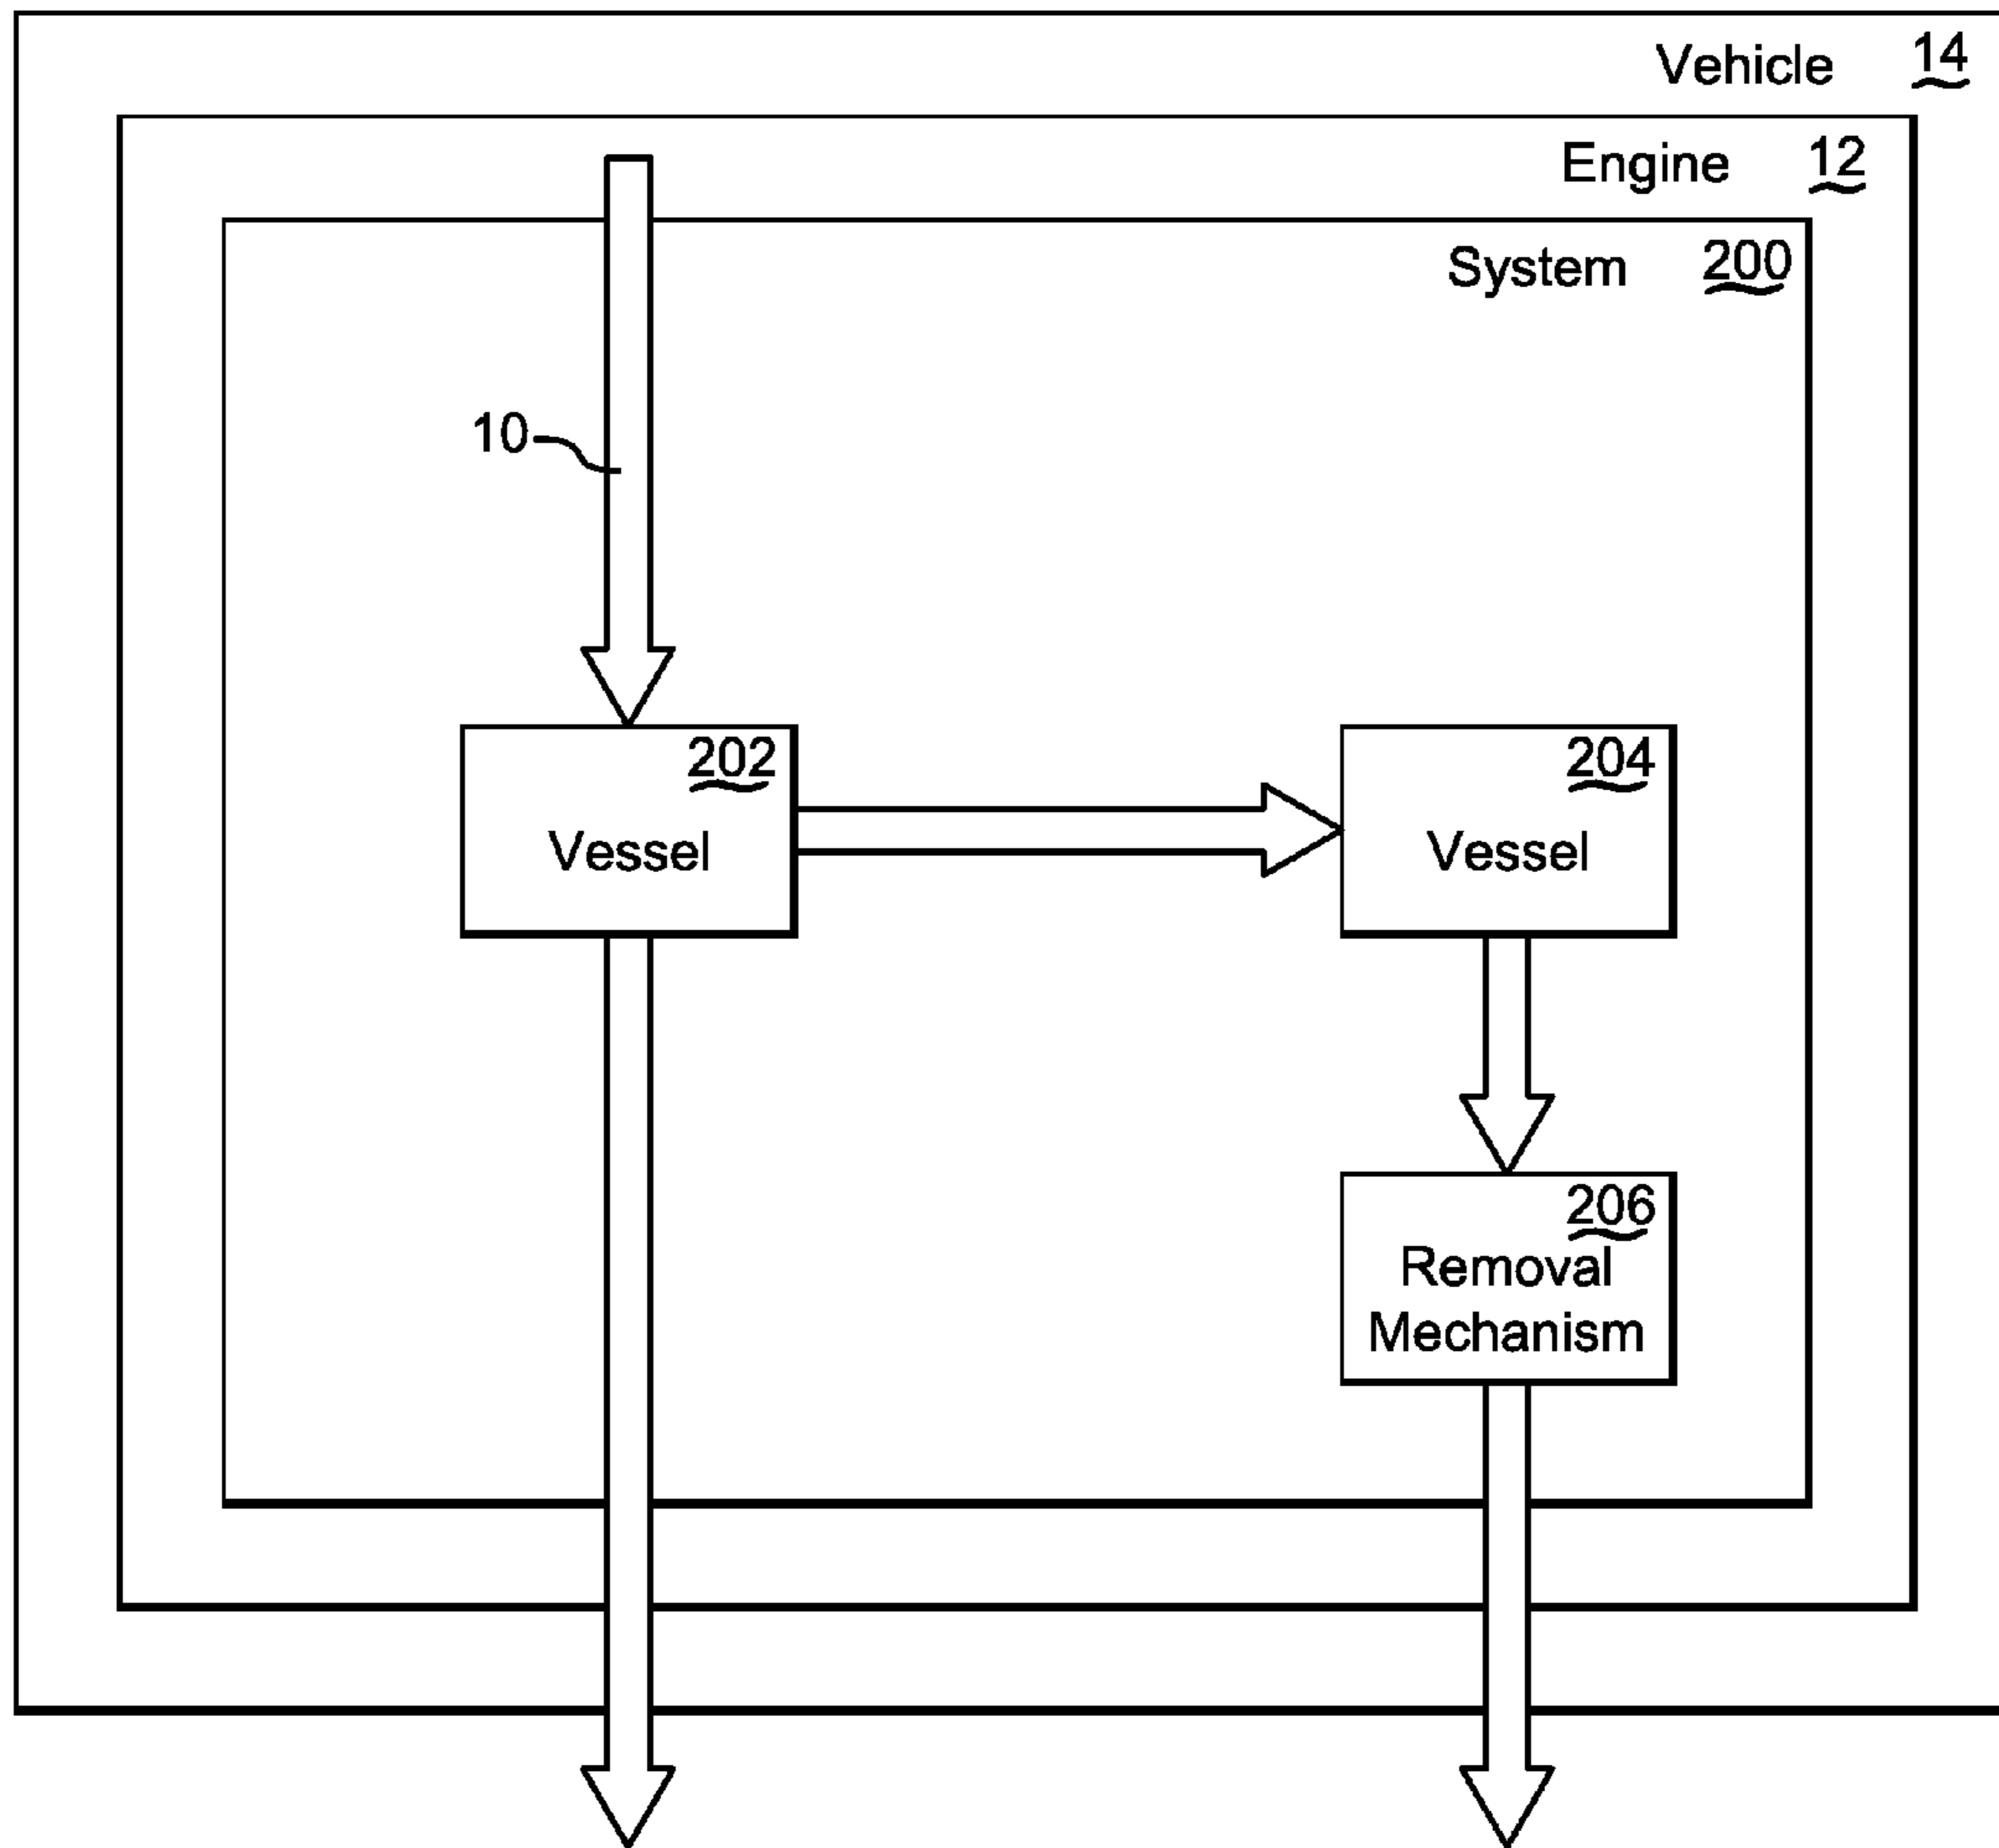 Vehicle 14
Engine 12
System 200
10
202
Vessel
204
Vessel
206
Removal
Mechanism